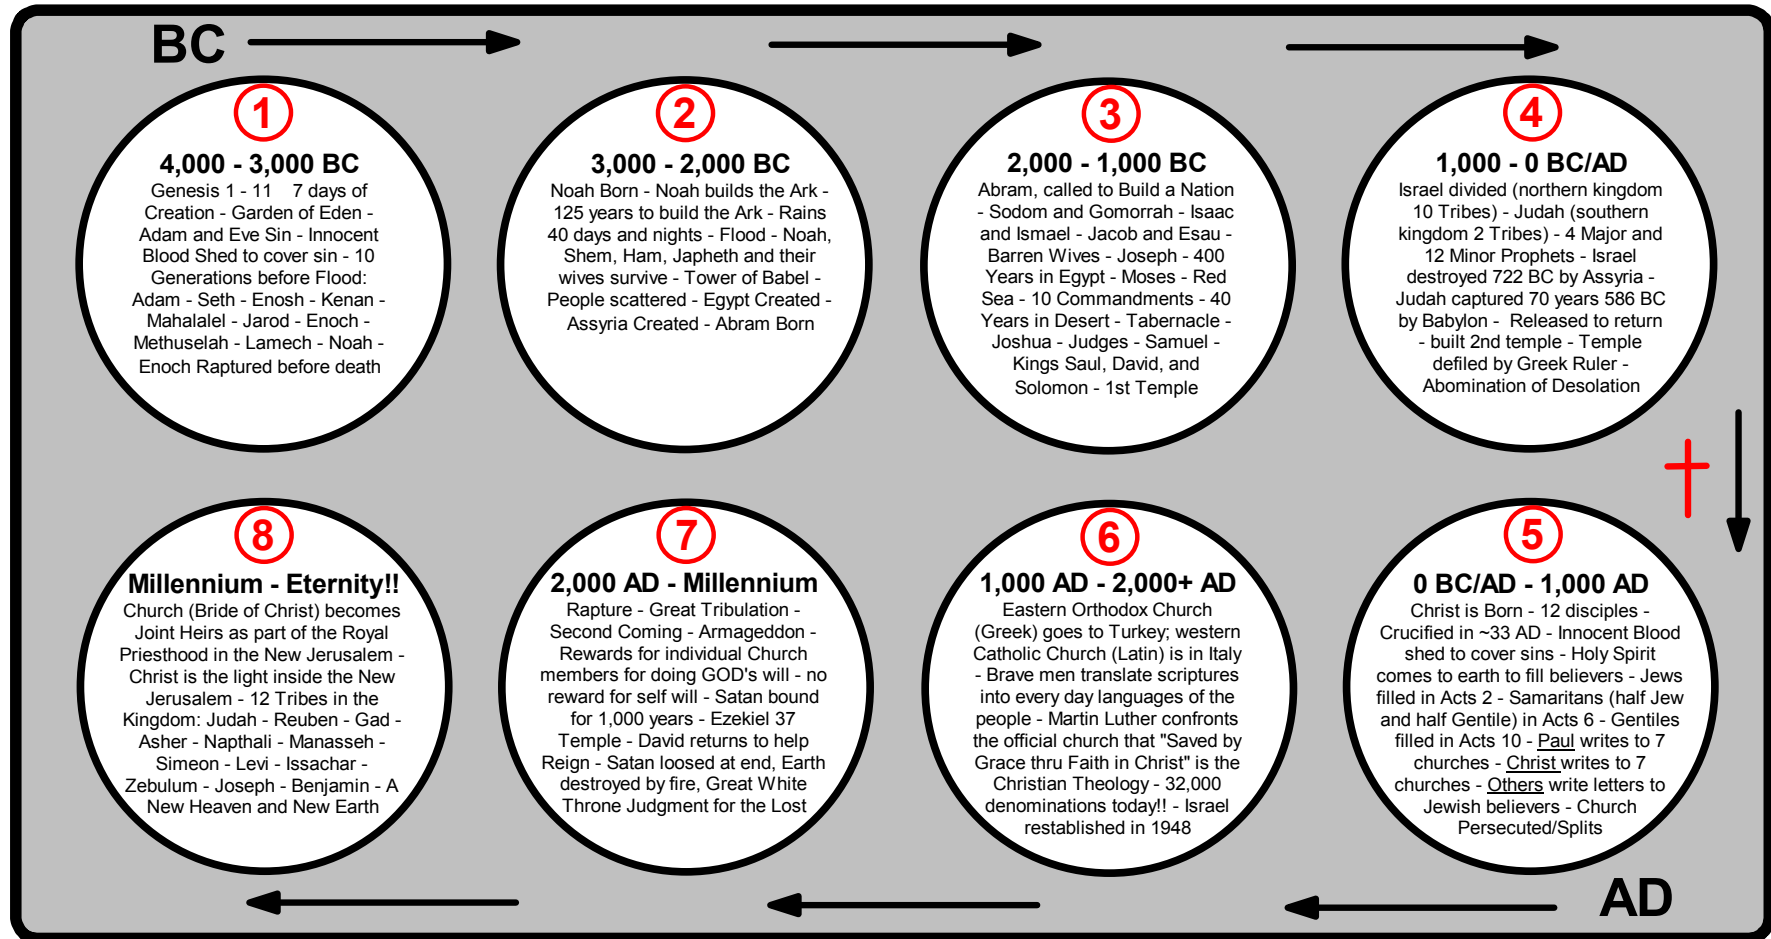 BC
1
4,000 - 3,000 BC
Genesis 1 - 11    7 days of
Creation - Garden of Eden -
Adam and Eve Sin - Innocent
Blood Shed to cover sin - 10
Generations before Flood:
Adam - Seth - Enosh - Kenan -
Mahalalel - Jarod - Enoch -
Methuselah - Lamech - Noah -
Enoch Raptured before death
2
3,000 - 2,000 BC
Noah Born - Noah builds the Ark -
125 years to build the Ark - Rains
40 days and nights - Flood - Noah,
Shem, Ham, Japheth and their
wives survive - Tower of Babel -
People scattered - Egypt Created -
Assyria Created - Abram Born
3
2,000 - 1,000 BC
Abram, called to Build a Nation
- Sodom and Gomorrah - Isaac
and Ismael - Jacob and Esau -
Barren Wives - Joseph - 400
Years in Egypt - Moses - Red
Sea - 10 Commandments - 40
Years in Desert - Tabernacle -
Joshua - Judges - Samuel -
Kings Saul, David, and
Solomon - 1st Temple
4
1,000 - 0 BC/AD
Israel divided (northern kingdom
10 Tribes) - Judah (southern
kingdom 2 Tribes) - 4 Major and
12 Minor Prophets - Israel
destroyed 722 BC by Assyria -
Judah captured 70 years 586 BC
by Babylon -  Released to return
- built 2nd temple - Temple
defiled by Greek Ruler -
Abomination of Desolation
5
0 BC/AD - 1,000 AD
Christ is Born - 12 disciples -
Crucified in ~33 AD - Innocent Blood
shed to cover sins - Holy Spirit
comes to earth to fill believers - Jews
filled in Acts 2 - Samaritans (half Jew
and half Gentile) in Acts 6 - Gentiles
filled in Acts 10 - Paul writes to 7
churches - Christ writes to 7
churches - Others write letters to
Jewish believers - Church
Persecuted/Splits
6
1,000 AD - 2,000+ AD
Eastern Orthodox Church
(Greek) goes to Turkey; western
Catholic Church (Latin) is in Italy
- Brave men translate scriptures
into every day languages of the
people - Martin Luther confronts
the official church that "Saved by
Grace thru Faith in Christ" is the
Christian Theology - 32,000
denominations today!! - Israel
restablished in 1948
7
2,000 AD - Millennium
Rapture - Great Tribulation -
Second Coming - Armageddon -
Rewards for individual Church
members for doing GOD's will - no
reward for self will - Satan bound
for 1,000 years - Ezekiel 37
Temple - David returns to help
Reign - Satan loosed at end, Earth
destroyed by fire, Great White
Throne Judgment for the Lost
8
Millennium - Eternity!!
Church (Bride of Christ) becomes
Joint Heirs as part of the Royal
Priesthood in the New Jerusalem -
Christ is the light inside the New
Jerusalem - 12 Tribes in the
Kingdom: Judah - Reuben - Gad -
Asher - Napthali - Manasseh -
Simeon - Levi - Issachar -
Zebulum - Joseph - Benjamin - A
New Heaven and New Earth
AD